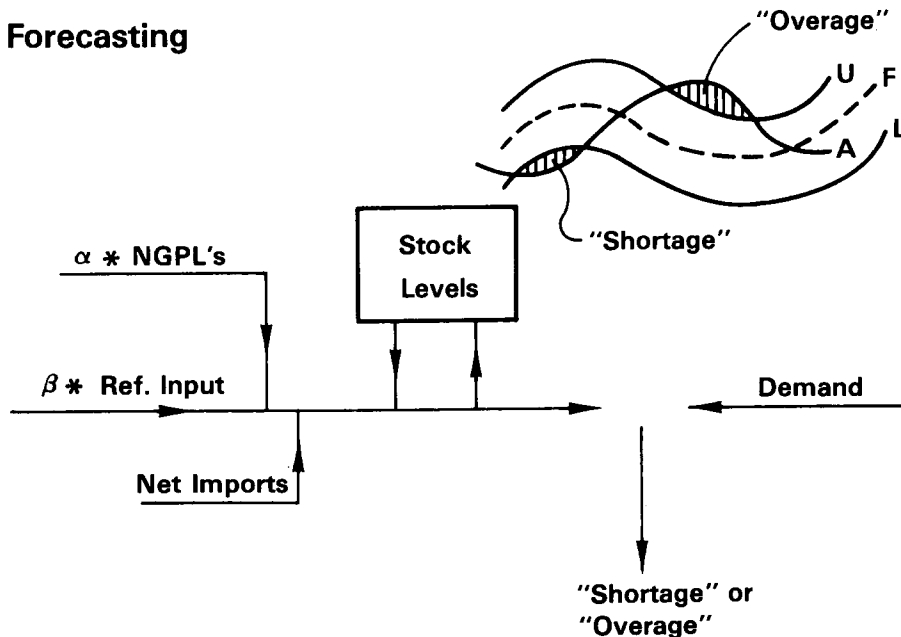 Forecasting
"Overage"
U
F
L
A
"Shortage"
Stock
Levels
α * NGPL's
β * Ref. Input
Demand
Net Imports
"Shortage" or
"Overage"